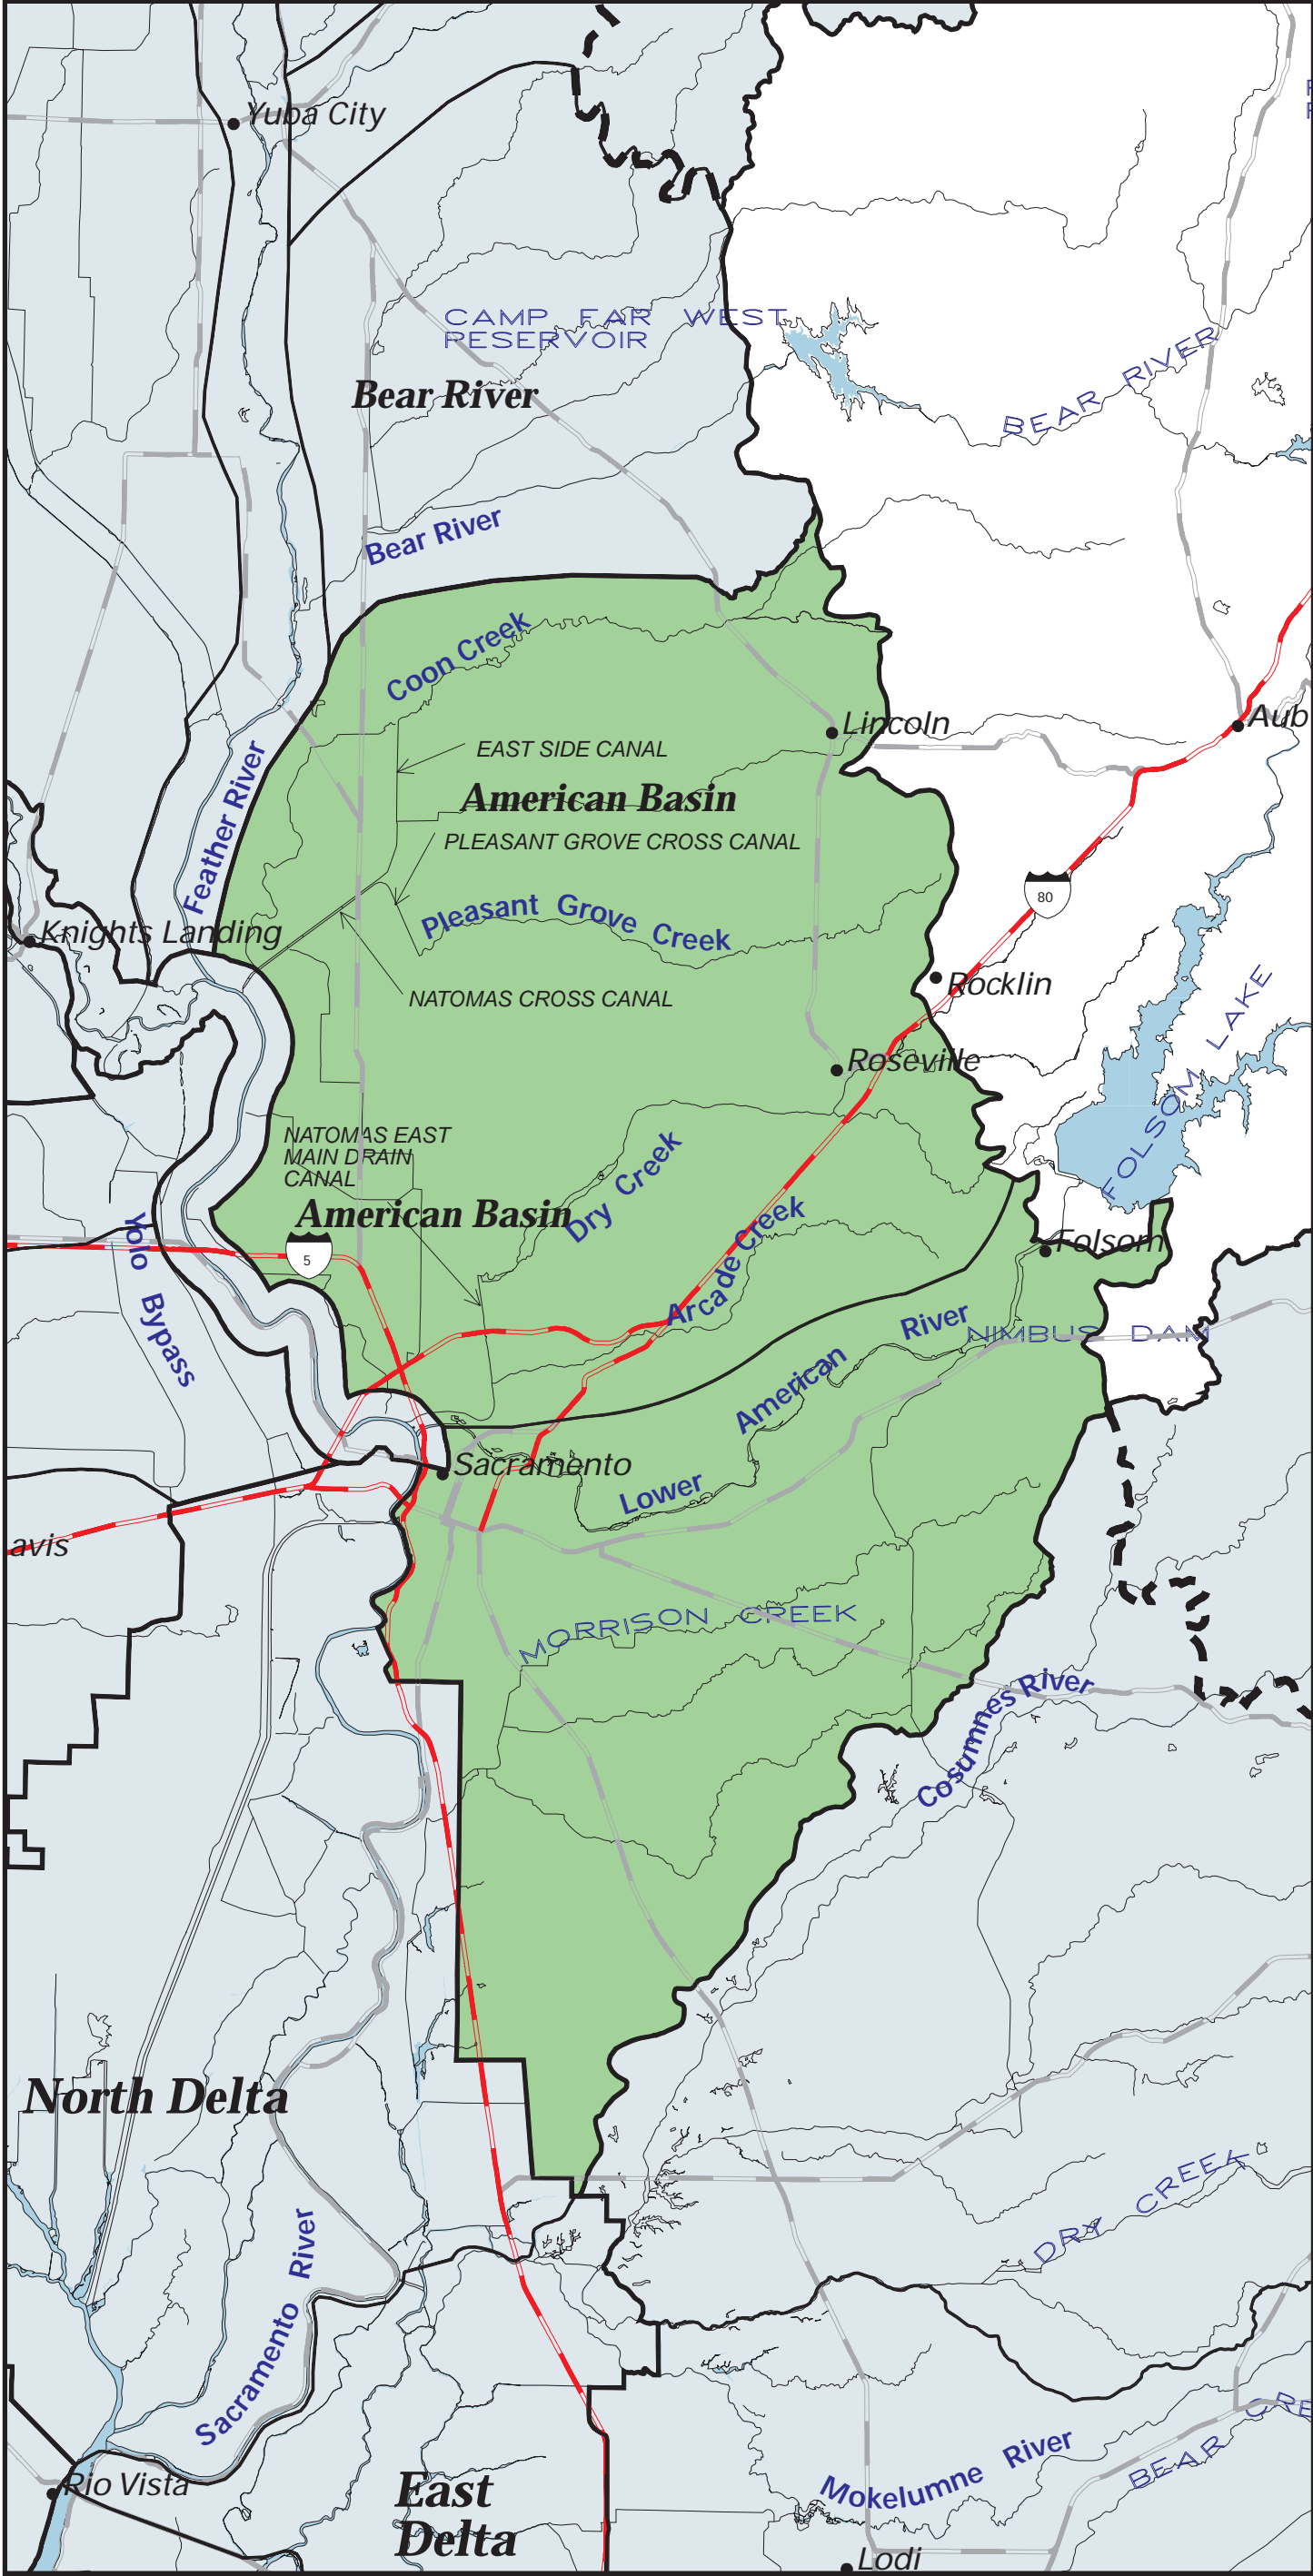 Yuba City
CAMP FAR WEST
RESERVOIR
BEAR RIVER
Bear River
Bear River
Coon Creek
Lincoln
Aub
EAST SIDE CANAL
American Basin
Feather River
PLEASANT GROVE CROSS CANAL
80
Pleasant Grove Creek
Knights Landing
Rocklin
NATOMAS CROSS CANAL
FOLSOM LAKE
Roseville
NATOMAS EAST
MAIN DRAIN
CANAL
Dry Creek
American Basin
Arcade Creek
Yolo Bypass
Folsom
5
NIMBUS DAM
Lower American River
Sacramento
avis
MORRISON CREEK
Cosumnes River
North Delta
DRY CREEK
Sacramento River
CRE
BEAR
Mokelumne River
Rio Vista
East
Delta
Lodi